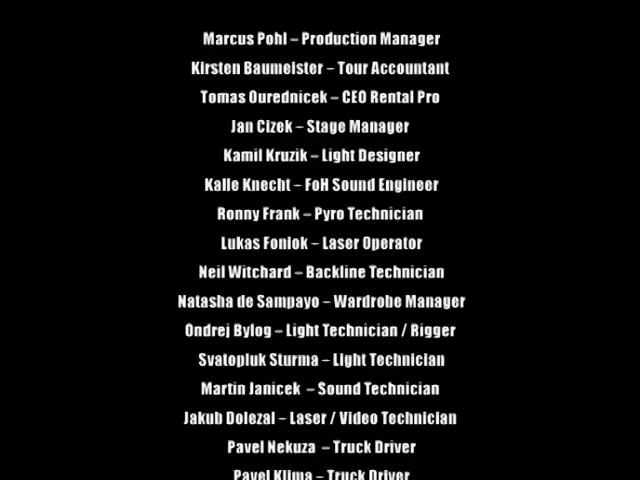 Marcus Pohl – Production Manager
Kirsten Baumeister – Tour Accountant
Tomas Ourednicek – CEO Rental Pro
Jan Cizek – Stage Manager
Kamil Kruzik – Light Designer
Kalle Knecht – FoH Sound Engineer
Ronny Frank – Pyro Technician
Lukas Foniok – Laser Operator
Neil Witchard – Backline Technician
Natasha de Sampayo – Wardrobe Manager
Ondrej Bylog – Light Technician / Rigger
Svatopluk Sturma – Light Technician
Martin Janicek – Sound Technician
Jakub Dolezal – Laser / Video Technician
Pavel Nekuza – Truck Driver
Pavel Klima – Truck Driver